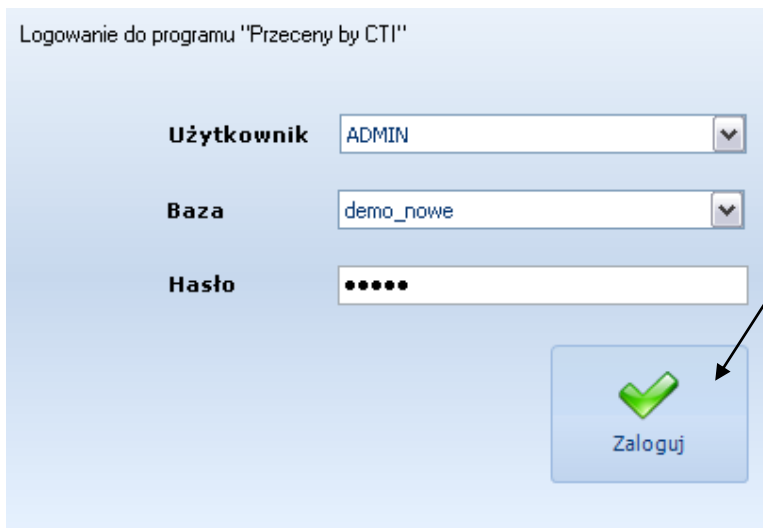 Logowanie do programu "Przeceny by CTI"
Użytkownik ADMIN
Baza demo_nowe
Hasło •••••
Zaloguj